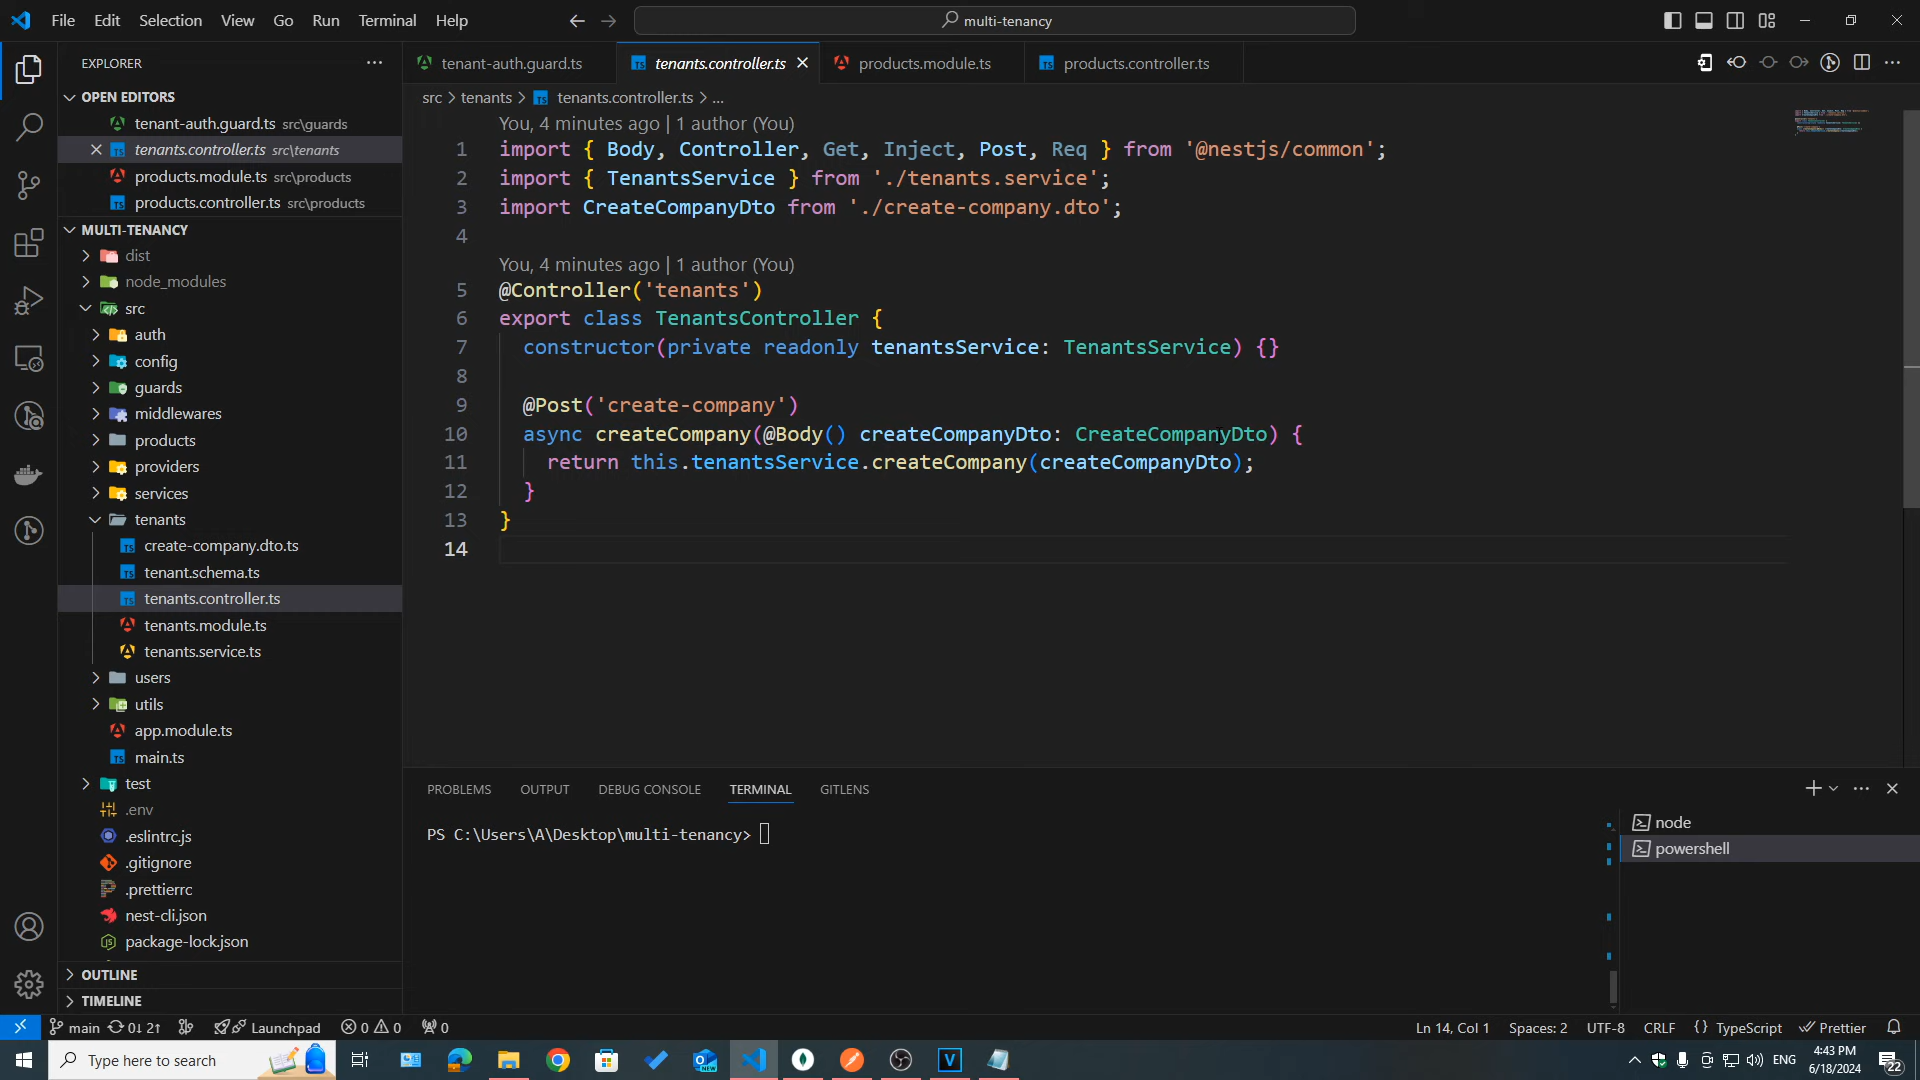 File Edit Selection View Go Run Terminal Help
multi-tenancy
EXPLORER
OPEN EDITORS
tenant-auth.guard.ts src\guards
tenants.controller.ts src\tenants
products.module.ts src\products
products.controller.ts src\products
MULTI-TENANCY
dist
node_modules
src
auth
config
guards
middlewares
products
providers
services
tenants
create-company.dto.ts
tenant.schema.ts
tenants.controller.ts
tenants.module.ts
tenants.service.ts
users
utils
app.module.ts
main.ts
test
.env
.eslintrc.js
.gitignore
.prettierrc
nest-cli.json
package-lock.json
OUTLINE
TIMELINE
tenant-auth.guard.ts tenants.controller.ts products.module.ts products.controller.ts
src > tenants > tenants.controller.ts > ...
You, 4 minutes ago | 1 author (You)
1 import { Body, Controller, Get, Inject, Post, Req } from '@nestjs/common';
2 import { TenantsService } from './tenants.service';
3 import CreateCompanyDto from './create-company.dto';
4
You, 4 minutes ago | 1 author (You)
5 @Controller('tenants')
6 export class TenantsController {
7 constructor(private readonly tenantsService: TenantsService) {}
8
9 @Post('create-company')
10 async createCompany(@Body() createCompanyDto: CreateCompanyDto) {
11 return this.tenantsService.createCompany(createCompanyDto);
12 }
13 }
14
PROBLEMS OUTPUT DEBUG CONSOLE TERMINAL GITLENS
PS C:\Users\A\Desktop\multi-tenancy>
node
powershell
main 0↓ 2↑ Launchpad 0 0 0
Ln 14, Col 1 Spaces: 2 UTF-8 CRLF {} TypeScript Prettier
Type here to search
ENG
4:43 PM
6/18/2024
22